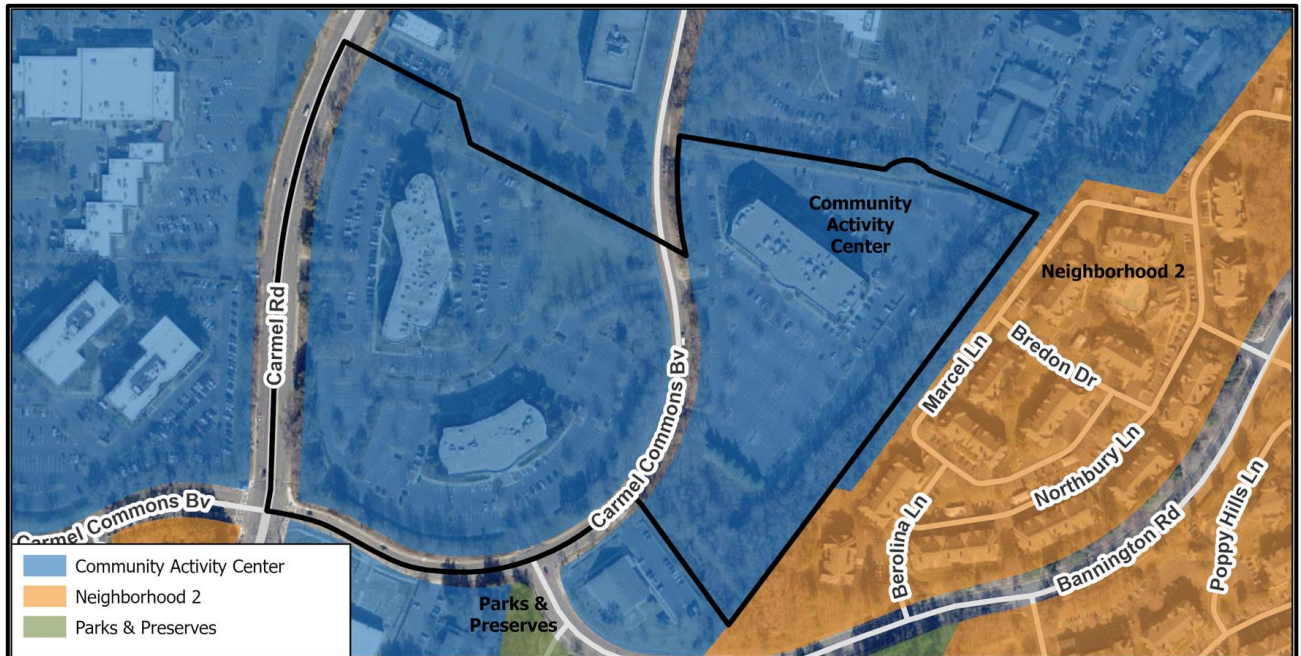 Community
Activity
Center
Neighborhood 2
Carmel Rd
Marcel Ln
Bredon Dr
Carmel Commons Bv
Northbury Ln
Poppy Hills Ln
Carmel Commons Bv
Berolina Ln
Bannington Rd
Parks &
Preserves
Community Activity Center
Neighborhood 2
Parks & Preserves